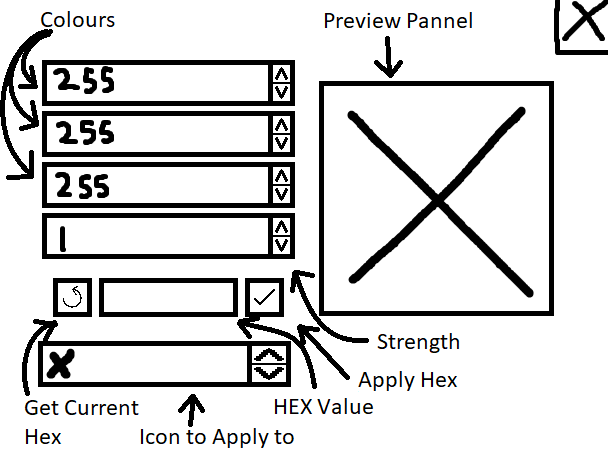 Colours
Preview Pannel
255
255
255
1
Strength
Apply Hex
X
Get Current
Hex
HEX Value
Icon to Apply to